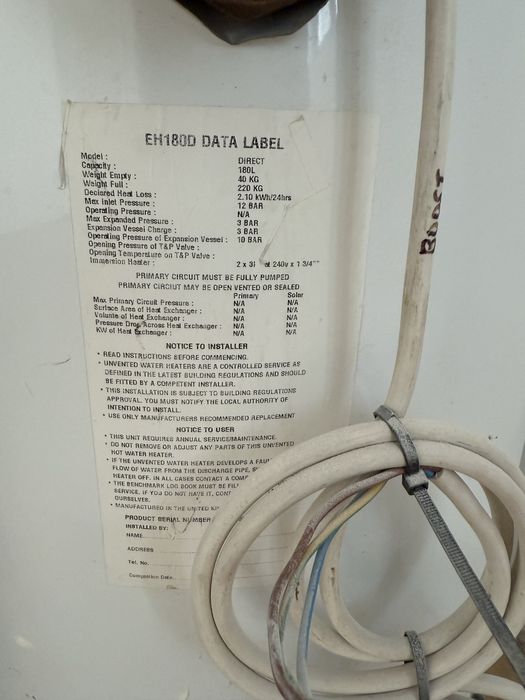 EH180D DATA LABEL
Model : DIRECT
Capacity : 180L
Weight Empty : 40 KG
Weight Full : 220 KG
Declared Heat Loss : 2.10 kWh/24hrs
Max Inlet Pressure : 12 BAR
Operating Pressure : N/A
Max Expanded Pressure : 3 BAR
Expansion Vessel Charge : 3 BAR
Operating Pressure of Expansion Vessel : 10 BAR
Opening Pressure of T&P Valve :
Opening Temperature on T&P Valve :
Immersion Heater : 2 x 3 at 240v x 1 3/4""
PRIMARY CIRCUIT MUST BE FULLY PUMPED
PRIMARY CIRCIUT MAY BE OPEN VENTED OR SEALED
Primary Solar
Max Primary Circuit Pressure : N/A N/A
Surface Area of Heat Exchanger : N/A N/A
Volume of Heat Exchanger : N/A N/A
Pressure Drop Across Heat Exchanger : N/A N/A
KW of Heat Exchanger : N/A N/A
NOTICE TO INSTALLER
• READ INSTRUCTIONS BEFORE COMMENCING.
• UNVENTED WATER HEATERS ARE A CONTROLLED SERVICE AS
DEFINED IN THE LATEST BUILDING REGULATIONS AND SHOULD
BE FITTED BY A COMPETENT INSTALLER.
• THIS INSTALLATION IS SUBJECT TO BUILDING REGULATIONS
APPROVAL. YOU MUST NOTIFY THE LOCAL AUTHORITY OF
INTENTION TO INSTALL.
• USE ONLY MANUFACTURERS RECOMMENDED REPLACEMENT
NOTICE TO USER
• THIS UNIT REQUIRES ANNUAL SERVICE/MAINTENANCE.
• DO NOT REMOVE OR ADJUST ANY PARTS OF THIS UNVENTED
HOT WATER HEATER.
• IF THE UNVENTED WATER HEATER DEVELOPS A
FLOW OF WATER FROM THE DISCHARGE PIPE,
HEATER OFF. IN ALL CASES CONTACT A
• THE BENCHMARK LOG BOOK MUST BE
SERVICE. IF YOU DO NOT HAVE IT,
OURSELVES.
• MANUFACTURED IN THE UNITED
PRODUCT SERIAL NUMBER
INSTALLED BY:
NAME
ADDRESS
Tel. No.
Competion Date
BOOST